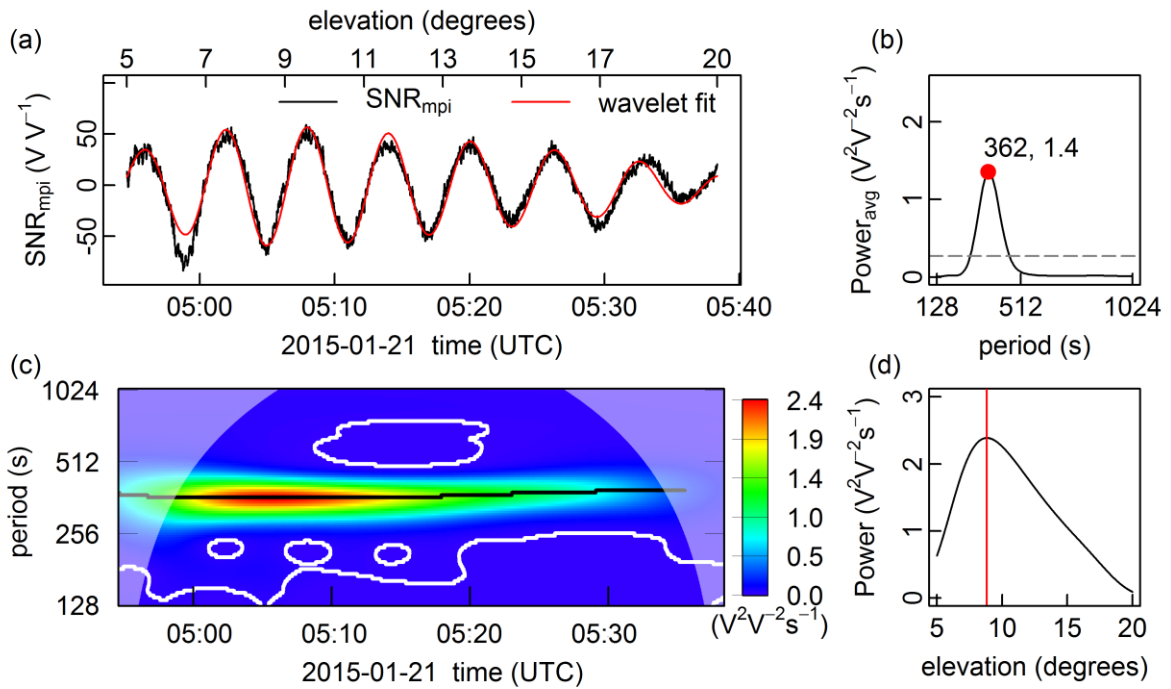 (a)
elevation (degrees)
5 7 9 10 11 13 15 17 18 20
SNRmpi
wavelet fit
SNRmpi (V V⁻¹)
50
0
-50
05:00 05:10 05:20 05:30 05:40
2015-01-21 time (UTC)
(b)
362, 1.4
Poweravg (V²V⁻²s⁻¹)
2
1
0
128 512 1024
period (s)
(c)
period (s)
1024
512
256
128
05:00 05:10 05:20 05:30
2015-01-21 time (UTC)
2.4
1.9
1.4
1.0
0.5
0.0
(V²V⁻²s⁻¹)
(d)
Power (V²V⁻²s⁻¹)
3
2
1
0
5 10 15 20
elevation (degrees)